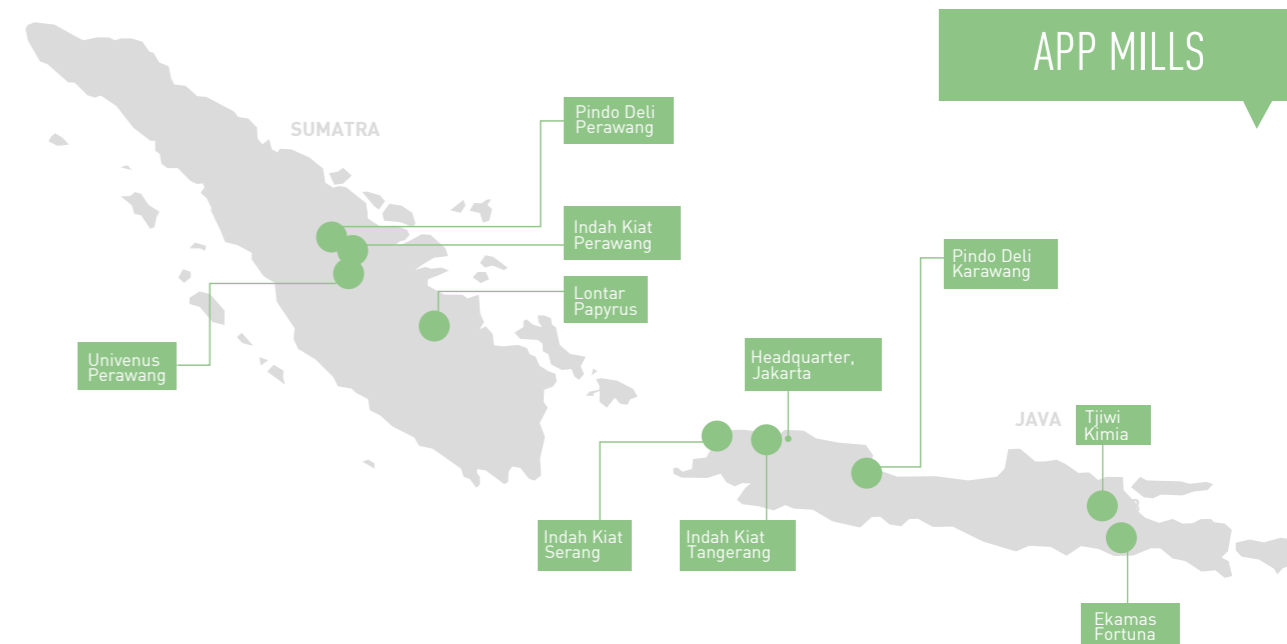 APP MILLS
SUMATRA
Pindo Deli
Perawang
Indah Kiat
Perawang
Lontar
Papyrus
Univenus
Perawang
Pindo Deli
Karawang
Headquarter,
Jakarta
JAVA
Tjiwi
Kimia
Indah Kiat
Serang
Indah Kiat
Tangerang
Ekamas
Fortuna